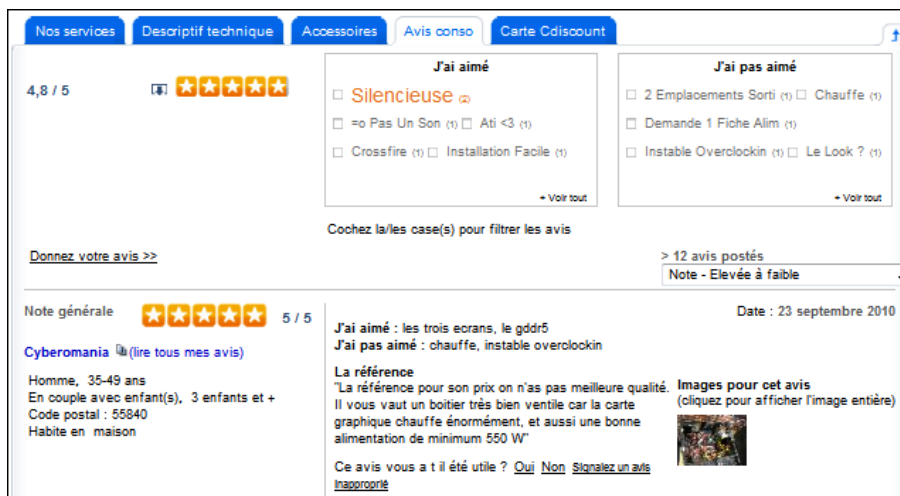 Nos services
Descriptif technique
Accessoires
Avis conso
Carte Cdiscount
4,8 / 5
J'ai aimé
Silencieuse (2)
=o Pas Un Son (1) Ati <3 (1)
Crossfire (1) Installation Facile (1)
+ Voir tout
J'ai pas aimé
2 Emplacements Sorti (1) Chauffe (1)
Demande 1 Fiche Alim (1)
Instable Overclockin (1) Le Look ? (1)
+ Voir tout
Cochez la/les case(s) pour filtrer les avis
Donnez votre avis >>
> 12 avis postés
Note - Elevée à faible
Note générale
5 / 5
Cyberomania (lire tous mes avis)
Homme, 35-49 ans
En couple avec enfant(s), 3 enfants et +
Code postal : 55840
Habite en maison
Date : 23 septembre 2010
J'ai aimé : les trois ecrans, le gddr5
J'ai pas aimé : chauffe, instable overclockin
La référence
"La référence pour son prix on n'as pas meilleure qualité.
Il vous vaut un boitier très bien ventile car la carte
graphique chauffe énormément, et aussi une bonne
alimentation de minimum 550 W"
Images pour cet avis
(cliquez pour afficher l'image entière)
Ce avis vous a t il été utile ? Oui Non Signalez un avis
inapproprié